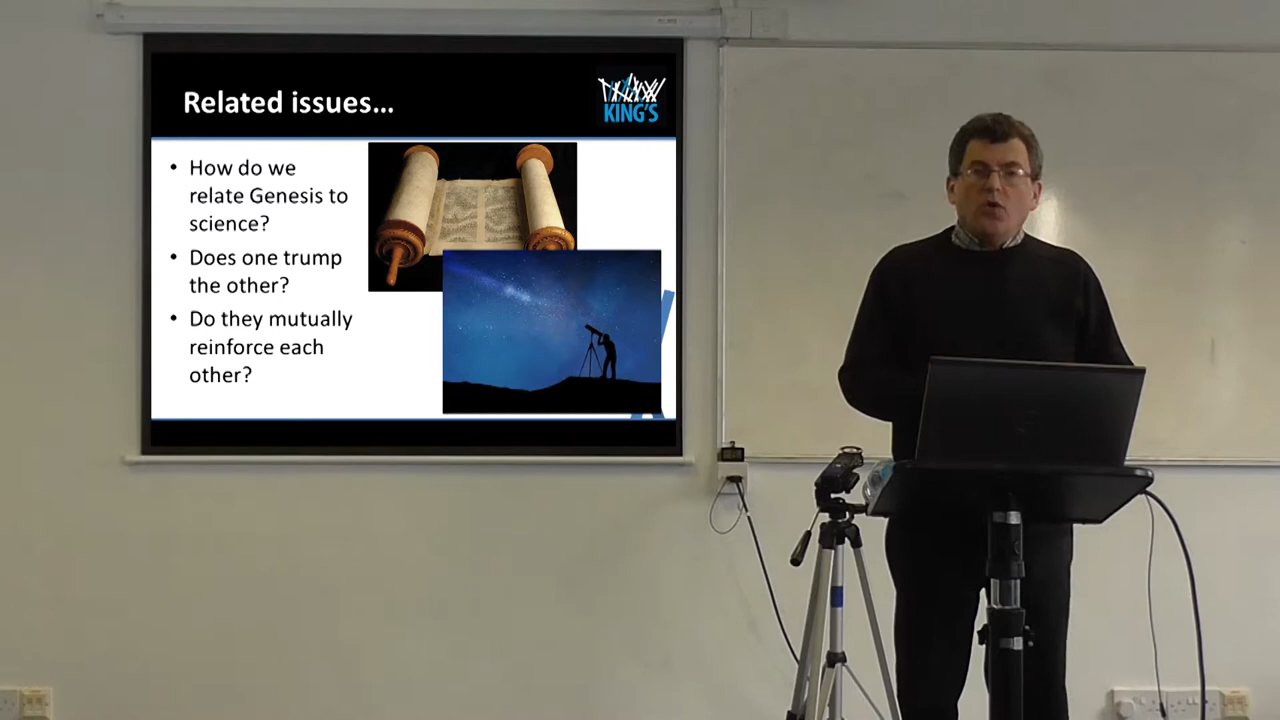 Related issues...
KING'S
• How do we
relate Genesis to
science?
• Does one trump
the other?
• Do they mutually
reinforce each
other?